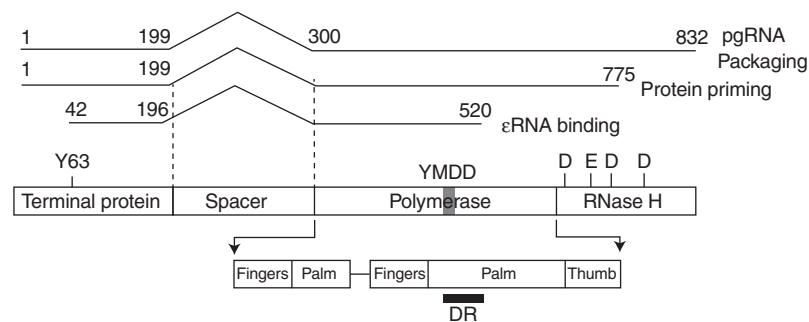 1 199 300 832 pgRNA
Packaging
1 199 775 Protein priming
42 196 520 εRNA binding
Y63 YMDD D E D D
Terminal protein Spacer Polymerase RNase H
Fingers Palm Fingers Palm Thumb
DR